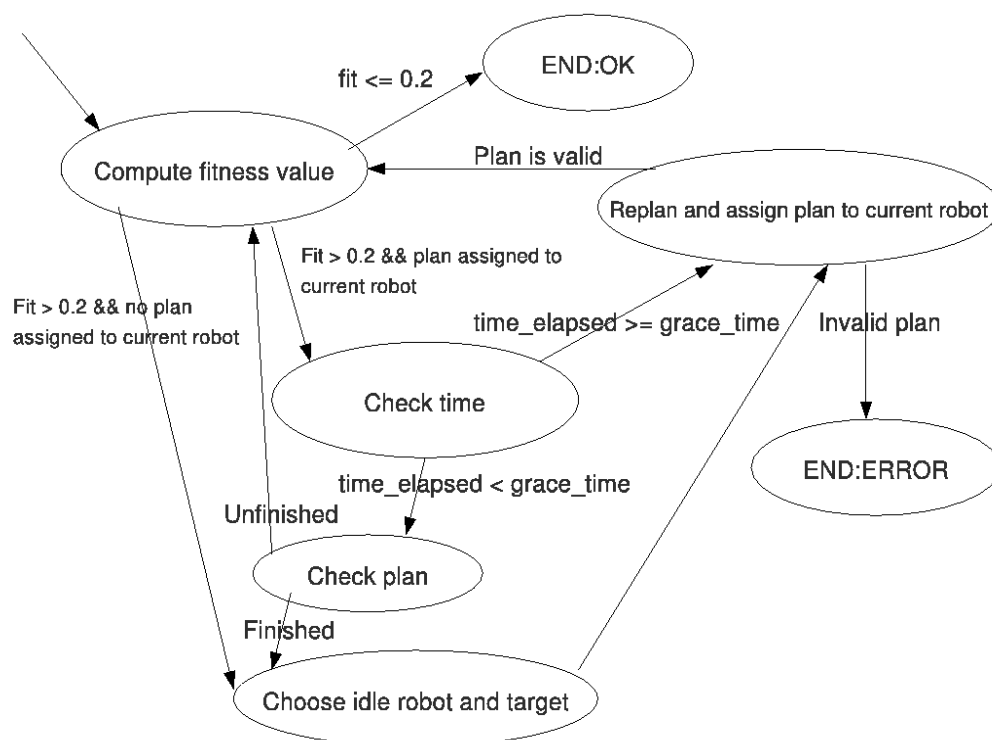 END:OK
fit <= 0.2
Plan is valid
Compute fitness value
Replan and assign plan to current robot
Fit > 0.2 && plan assigned to
current robot
Fit > 0.2 && no plan
assigned to current robot
time_elapsed >= grace_time
Invalid plan
Check time
END:ERROR
time_elapsed < grace_time
Unfinished
Check plan
Finished
Choose idle robot and target